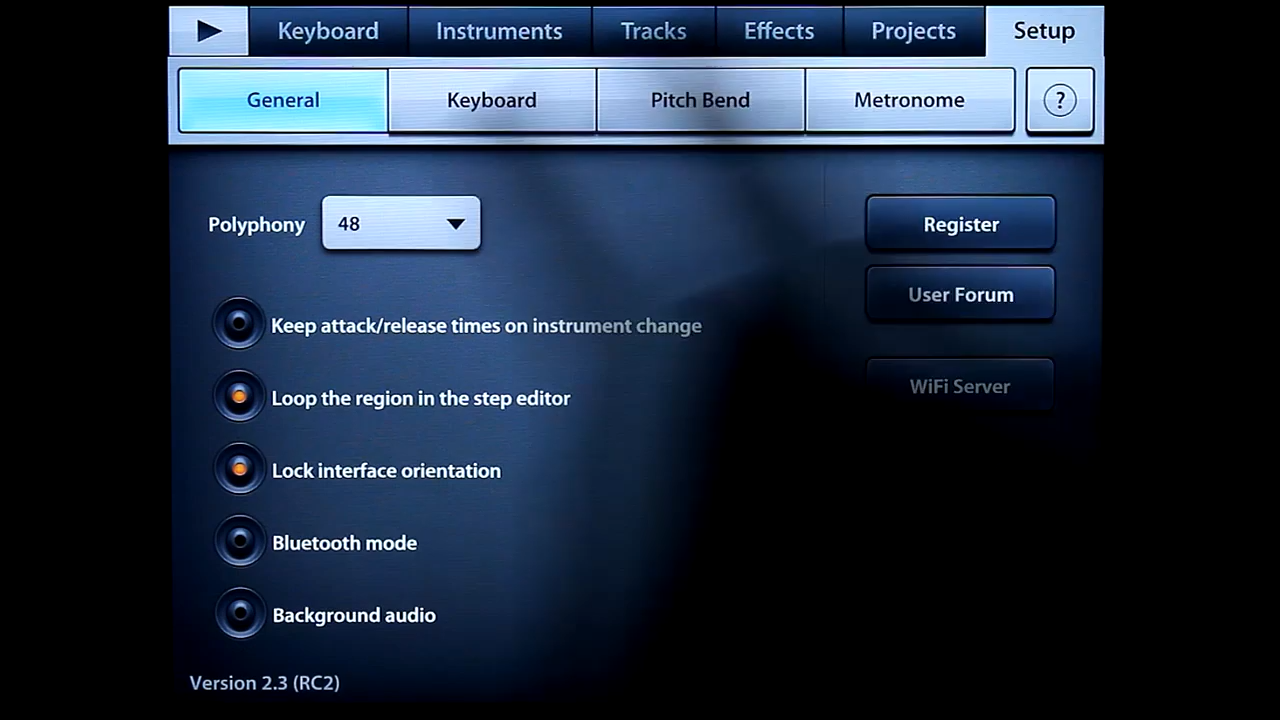 Keyboard Instruments Tracks Effects Projects Setup
General Keyboard Pitch Bend Metronome ?
Polyphony 48
Register
User Forum
Keep attack/release times on instrument change
WiFi Server
Loop the region in the step editor
Lock interface orientation
Bluetooth mode
Background audio
Version 2.3 (RC2)